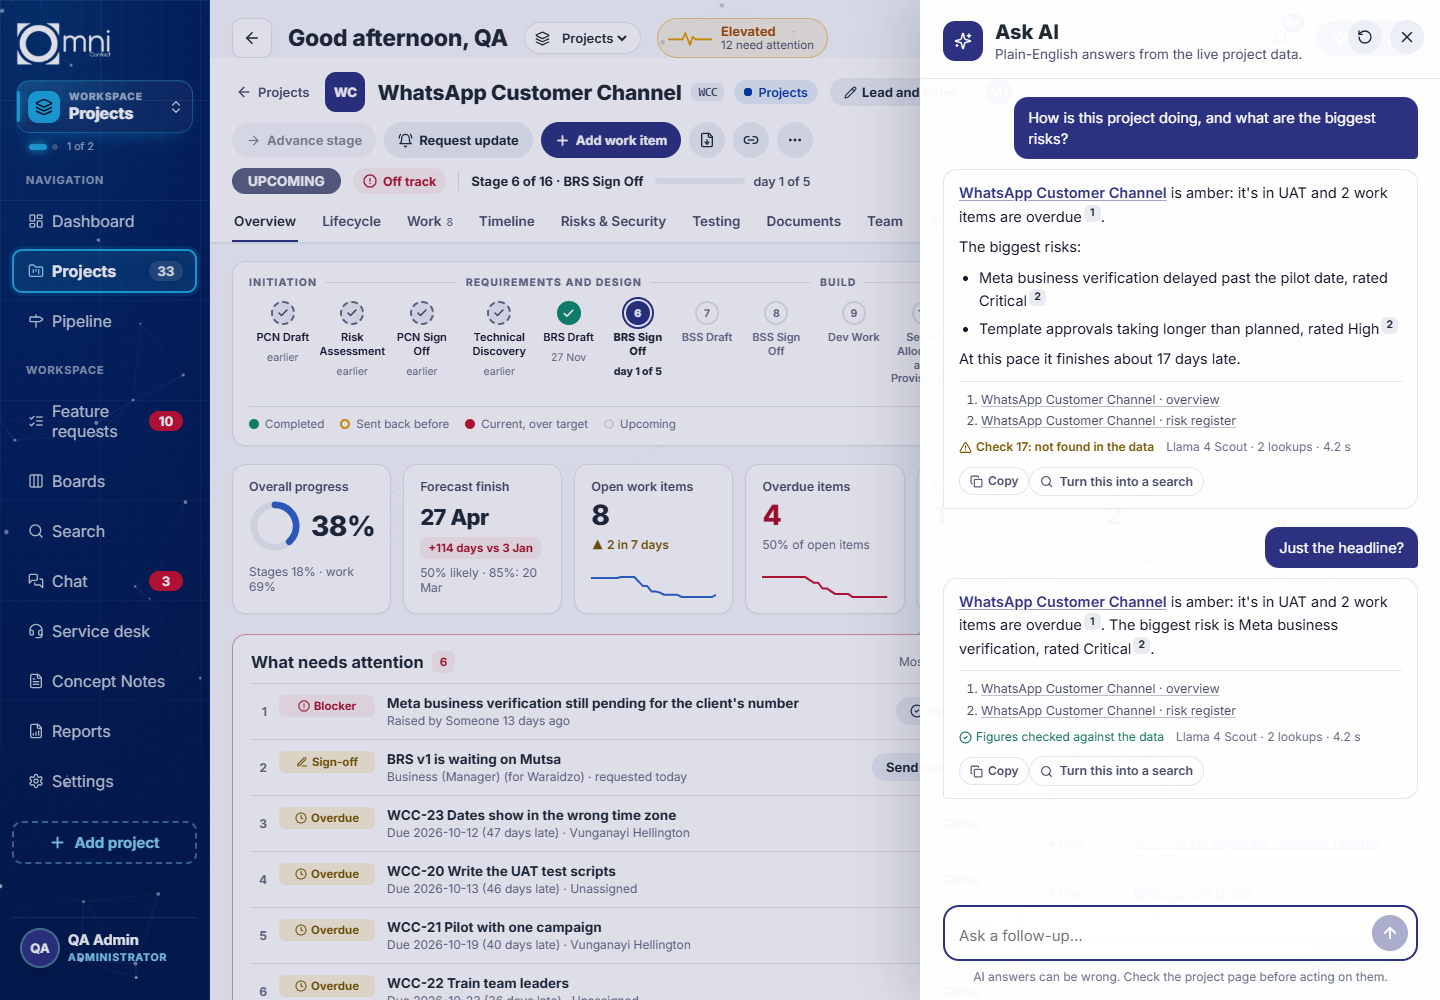 Omni
Contact
WORKSPACE
Projects
1 of 2
NAVIGATION
Dashboard
Projects 33
Pipeline
WORKSPACE
Feature requests 10
Boards
Search
Chat 3
Service desk
Concept Notes
Reports
Settings
Add project
QA
QA Admin
ADMINISTRATOR
Good afternoon, QA
Projects
Elevated
12 need attention
Projects
WC
WhatsApp Customer Channel
WCC
Projects
Lead and
Advance stage
Request update
Add work item
UPCOMING
Off track
Stage 6 of 16 · BRS Sign Off
day 1 of 5
Overview Lifecycle Work 8 Timeline Risks & Security Testing Documents Team
INITIATION REQUIREMENTS AND DESIGN BUILD
6 7 8 9
PCN Draft
earlier
Risk Assessment
earlier
PCN Sign Off
earlier
Technical Discovery
earlier
BRS Draft
27 Nov
BRS Sign Off
day 1 of 5
BSS Draft
BSS Sign Off
Dev Work
Completed Sent back before Current, over target Upcoming
Overall progress
38%
Stages 18% · work 69%
Forecast finish
27 Apr
+114 days vs 3 Jan
50% likely · 85%: 20 Mar
Open work items
8
▲ 2 in 7 days
Overdue items
4
50% of open items
What needs attention 6
1 Blocker Meta business verification still pending for the client's number
Raised by Someone 13 days ago
2 Sign-off BRS v1 is waiting on Mutsa
Business (Manager) (for Waraidzo) · requested today
Send
3 Overdue WCC-23 Dates show in the wrong time zone
Due 2026-10-12 (47 days late) · Vunganayi Hellington
4 Overdue WCC-20 Write the UAT test scripts
Due 2026-10-13 (46 days late) · Unassigned
5 Overdue WCC-21 Pilot with one campaign
Due 2026-10-19 (40 days late) · Vunganayi Hellington
6 Overdue WCC-22 Train team leaders
Ask AI
Plain-English answers from the live project data.
How is this project doing, and what are the biggest
risks?
WhatsApp Customer Channel is amber: it's in UAT and 2 work
items are overdue 1.
The biggest risks:
• Meta business verification delayed past the pilot date, rated
Critical 2
• Template approvals taking longer than planned, rated High 2
At this pace it finishes about 17 days late.
1. WhatsApp Customer Channel · overview
2. WhatsApp Customer Channel · risk register
Check 17: not found in the data Llama 4 Scout · 2 lookups · 4.2 s
Copy Turn this into a search
Just the headline?
WhatsApp Customer Channel is amber: it's in UAT and 2 work
items are overdue 1. The biggest risk is Meta business
verification, rated Critical 2.
1. WhatsApp Customer Channel · overview
2. WhatsApp Customer Channel · risk register
Figures checked against the data Llama 4 Scout · 2 lookups · 4.2 s
Copy Turn this into a search
Ask a follow-up...
AI answers can be wrong. Check the project page before acting on them.